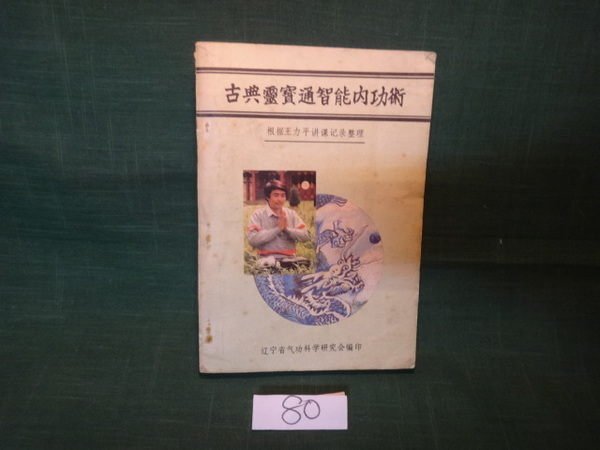 古典靈寳通智能内功術
根据王力平讲课记录整理
辽宁省气功科学研究会编印
80